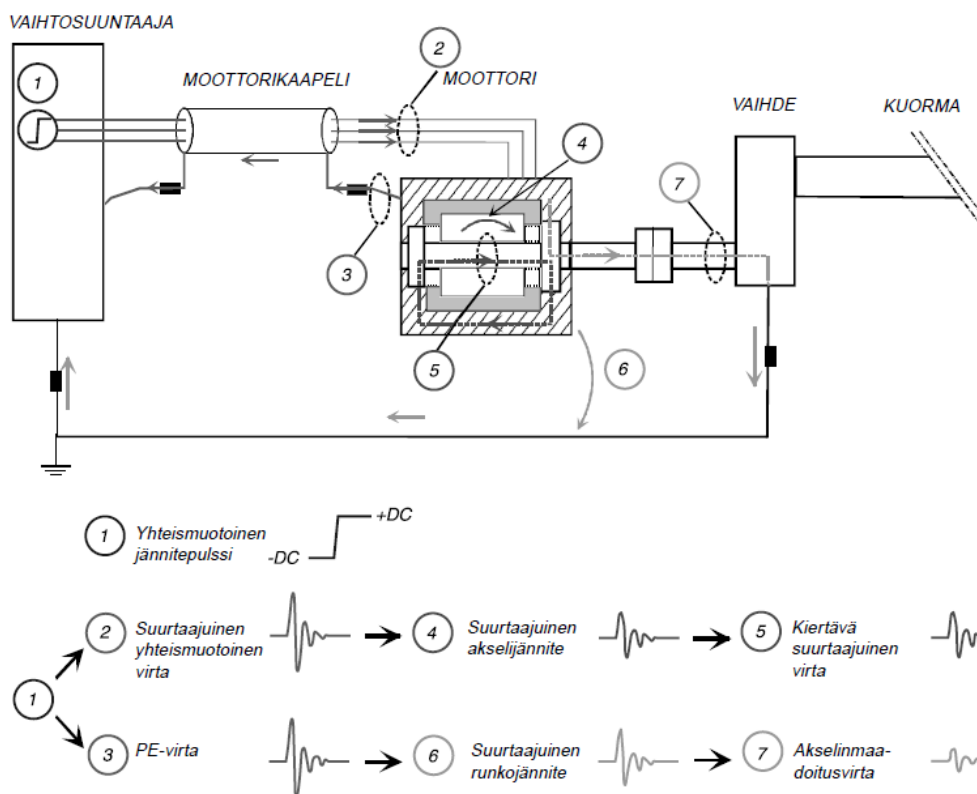 VAIHTOSUUNTAAJA
1
MOOTTORIKAAPELI
2
MOOTTORI
VAIHDE
KUORMA
4
7
3
5
6
1
Yhteismuotoinen
jännitepulssi
-DC
+DC
2
Suurtaajuinen
yhteismuotoinen
virta
4
Suurtaajuinen
akselijännite
5
Kiertävä
suurtaajuinen
virta
1
3
PE-virta
6
Suurtaajuinen
runkojännite
7
Akselinmaa-
doitusvirta